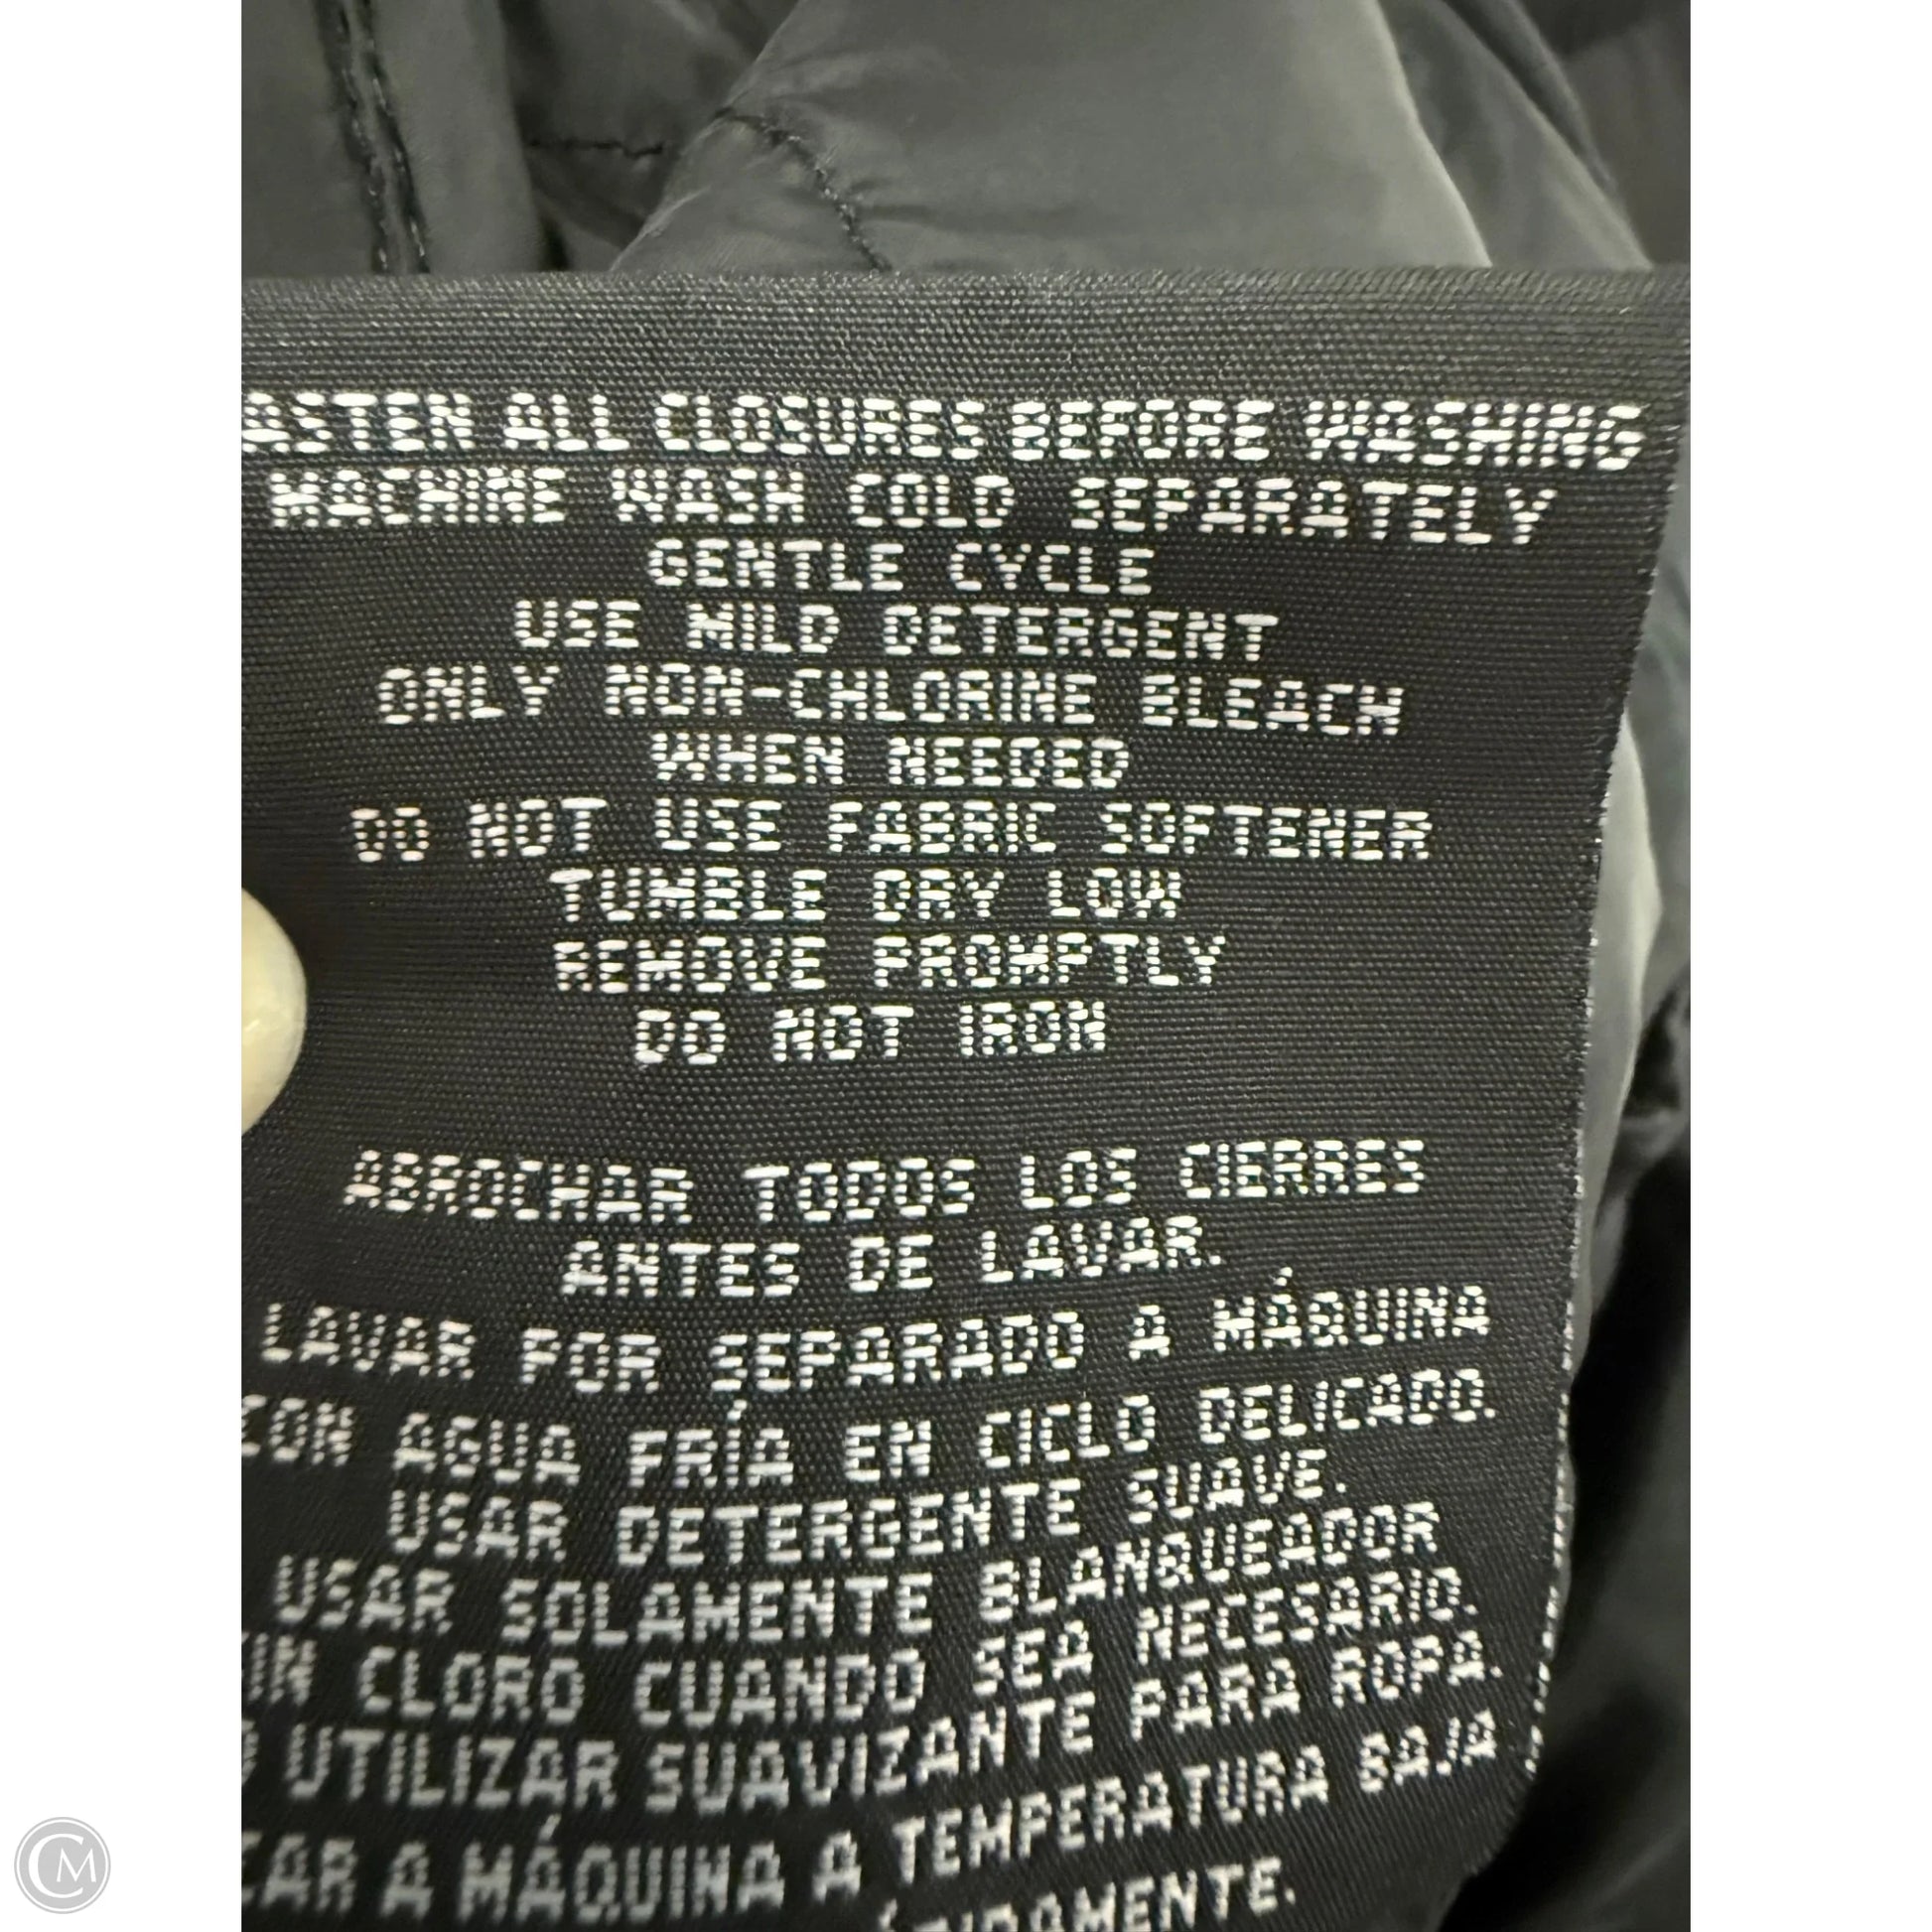 ASTEN ALL CLOSURES BEFORE WASHING
MACHINE WASH COLD SEPARATELY
GENTLE CYCLE
USE MILD DETERGENT
ONLY NON-CHLORINE BLEACH
WHEN NEEDED
DO NOT USE FABRIC SOFTENER
TUMBLE DRY LOW
REMOVE PROMPTLY
DO NOT IRON
ABROCHAR TODOS LOS CIERRES
ANTES DE LAVAR.
LAVAR POR SEPARADO A MÁQUINA
CON AGUA FRÍA EN CICLO DELICADO.
USAR DETERGENTE SUAVE.
USAR SOLAMENTE BLANQUEADOR
IN CLORO CUANDO SEA NECESARIO.
UTILIZAR SUAVIZANTE PARA ROPA.
CAR A MÁQUINA A TEMPERATURA BAJA
CM